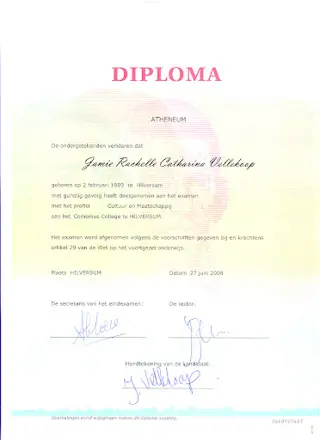 DIPLOMA
ATHENEUM
De ondergetekenden verklaren dat
Jamie Rachelle Catharina Vellekoop
geboren op 2 februari 1989 te Hilversum
met gunstig gevolg heeft deelgenomen aan het examen
met het profiel Cultuur en Maatschappij
aan het Comenius College te HILVERSUM.
Het examen werd afgenomen volgens de voorschriften gegeven bij en krachtens
artikel 29 van de Wet op het voortgezet onderwijs.
Plaats HILVERSUM Datum 27 juni 2008
De secretaris van het eindexamen: De rector:
Handtekening van de kandidaat:
J Vellekoop